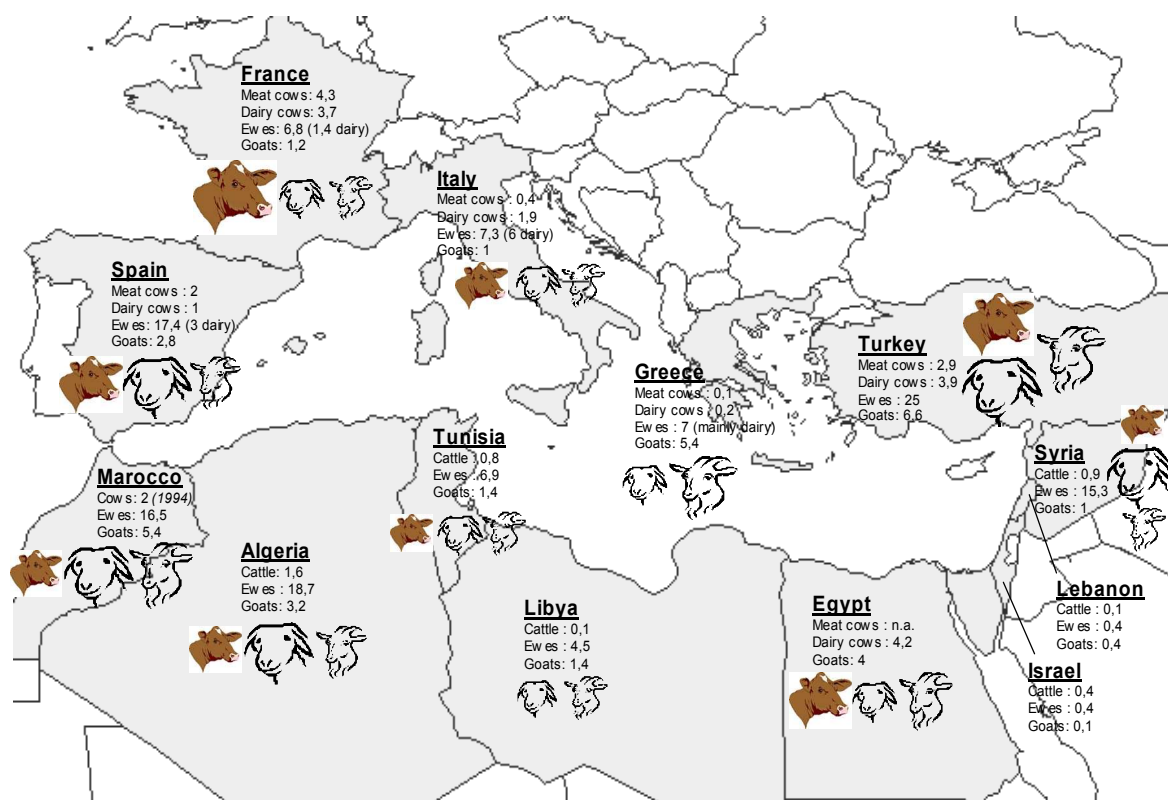 France
Meat cows: 4,3
Dairy cows: 3,7
Ewes: 6,8 (1,4 dairy)
Goats: 1,2
Italy
Meat cows : 0,4
Dairy cows : 1,9
Ewes: 7,3 (6 dairy)
Goats: 1
Spain
Meat cows : 2
Dairy cows : 1
Ewes: 17,4 (3 dairy)
Goats: 2,8
Turkey
Meat cows : 2,9
Dairy cows : 3,9
Ewes : 25
Goats: 6,6
Greece
Meat cows : 0,1
Dairy cows : 0,2
Ewes : 7 (mainly dairy)
Goats: 5,4
Tunisia
Cattle : 0,8
Ewes : 6,9
Goats: 1,4
Syria
Cattle : 0,9
Ewes : 15,3
Goats: 1
Marocco
Cows: 2 (1994)
Ewes: 16,5
Goats: 5,4
Algeria
Cattle: 1,6
Ewes : 18,7
Goats: 3,2
Libya
Cattle : 0,1
Ewes : 4,5
Goats : 1,4
Egypt
Meat cows : n.a.
Dairy cows : 4,2
Goats: 4
Lebanon
Cattle : 0,1
Ewes : 0,4
Goats: 0,4
Israel
Cattle : 0,4
Ewes : 0,4
Goats: 0,1